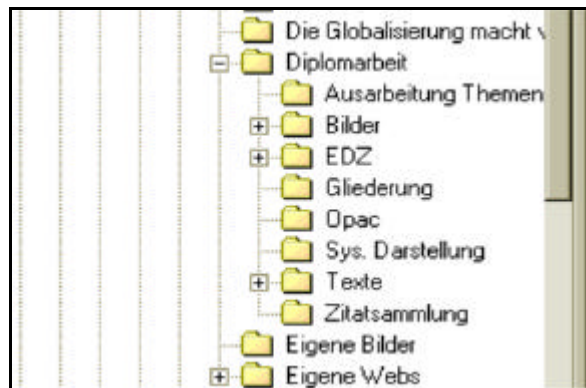 Die Globalisierung macht
Diplomarbeit
Ausarbeitung Themen
Bilder
EDZ
Gliederung
Opac
Sys. Darstellung
Texte
Zitatsammlung
Eigene Bilder
Eigene Webs